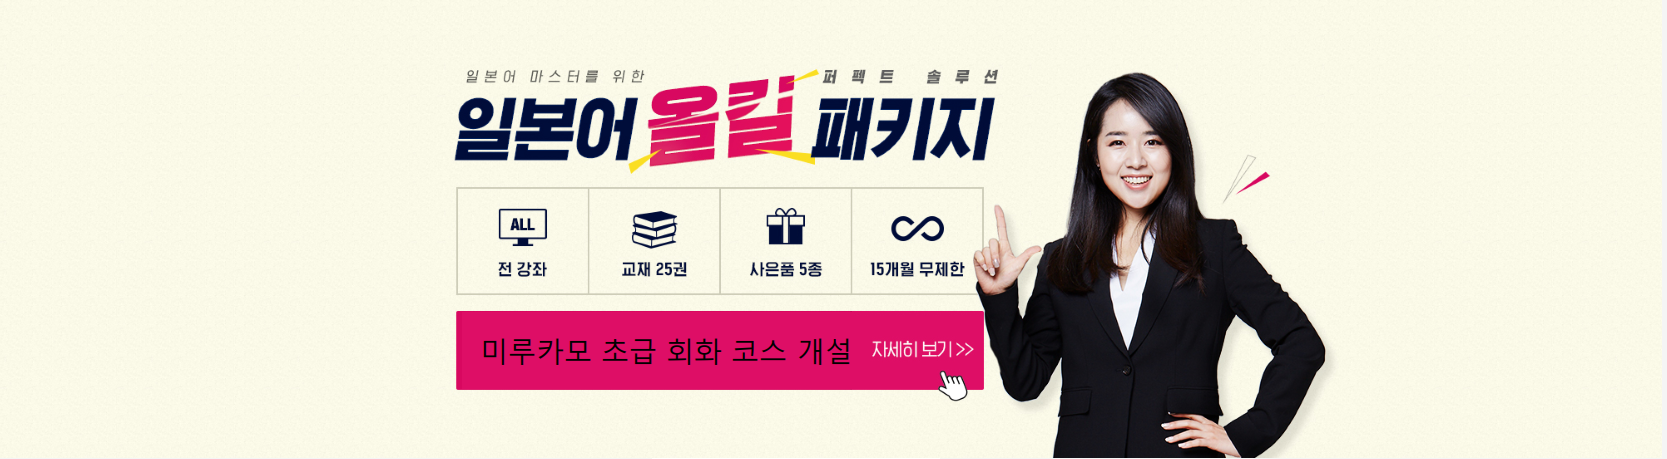 일본어 마스터를 위한 퍼펙트 솔루션
일본어 올킬 패키지
ALL
전 강좌
교재 25권
사은품 5종
15개월 무제한
미루카모 초급 회화 코스 개설 자세히 보기 >>